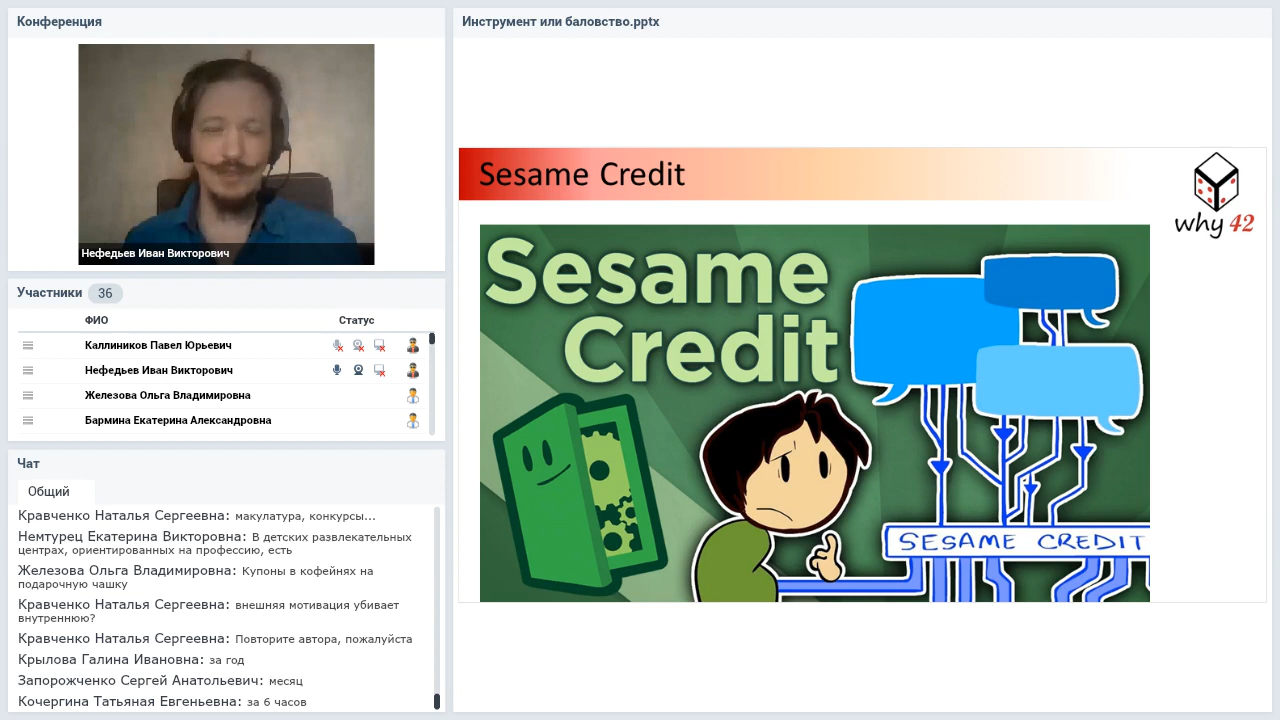 Конференция
Нефедьев Иван Викторович
Участники 36
ФИО Статус
Каллиников Павел Юрьевич
Нефедьев Иван Викторович
Железова Ольга Владимировна
Бармина Екатерина Александровна
Чат
Общий
Кравченко Наталья Сергеевна: макулатура, конкурсы...
Немтурец Екатерина Викторовна: В детских развлекательных
центрах, ориентированных на профессию, есть
Железова Ольга Владимировна: Купоны в кофейнях на
подарочную чашку
Кравченко Наталья Сергеевна: внешняя мотивация убивает
внутреннюю?
Кравченко Наталья Сергеевна: Повторите автора, пожалуйста
Крылова Галина Ивановна: за год
Запорожченко Сергей Анатольевич: месяц
Кочергина Татьяная Евгеньевна: за 6 часов
Инструмент или баловство.pptx
Sesame Credit
why 42
Sesame
Credit
SESAME CREDIT